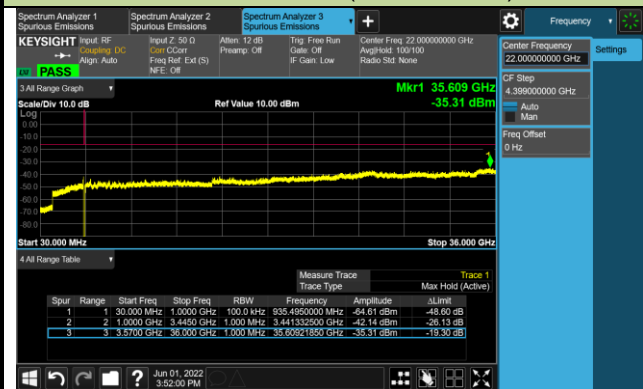 Spectrum Analyzer 1
Spurious Emissions
Spectrum Analyzer 2
Spurious Emissions
Spectrum Analyzer 3
Spurious Emissions
Frequency
KEYSIGHT
Input: RF
Coupling: DC
Align: Auto
Input Z: 50 Ω
Corr CCorr
Freq Ref: Ext (S)
NFE: Off
Atten: 12 dB
Preamp: Off
Trig: Free Run
Gate: Off
IF Gain: Low
Center Freq: 22.000000000 GHz
Avg|Hold: 100/100
Radio Std: None
PASS
Center Frequency
22.000000000 GHz
Settings
CF Step
4.399000000 GHz
Auto
Man
Freq Offset
0 Hz
3 All Range Graph
Mkr1 35.609 GHz
Scale/Div 10.0 dB
Ref Value 10.00 dBm
-35.31 dBm
Log
0.00
-10.0
-20.0
-30.0
-40.0
-50.0
-60.0
-70.0
-80.0
1
Start 30.000 MHz
Stop 36.000 GHz
4 All Range Table
Measure Trace Trace 1
Trace Type Max Hold (Active)
Spur Range Start Freq Stop Freq RBW Frequency Amplitude ΔLimit
1 1 30.000 MHz 1.0000 GHz 100.0 kHz 935.4950000 MHz -64.61 dBm -48.60 dB
2 2 1.0000 GHz 3.4450 GHz 1.000 MHz 3.441332500 GHz -42.14 dBm -26.13 dB
3 3 3.5700 GHz 36.000 GHz 1.000 MHz 35.60921850 GHz -35.31 dBm -19.30 dB
Jun 01, 2022
3:52:00 PM